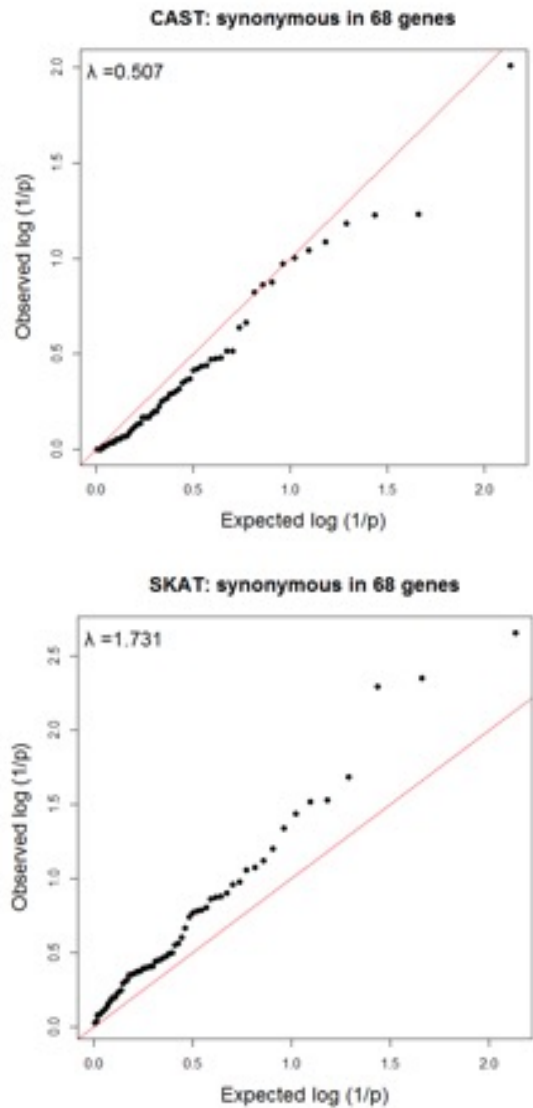 CAST: synonymous in 68 genes
λ =0.507
2.0
1.5
1.0
0.5
0.0
Observed log (1/p)
0.0 0.5 1.0 1.5 2.0
Expected log (1/p)
SKAT: synonymous in 68 genes
λ =1.731
2.5
2.0
1.5
1.0
0.5
0.0
Observed log (1/p)
0.0 0.5 1.0 1.5 2.0
Expected log (1/p)